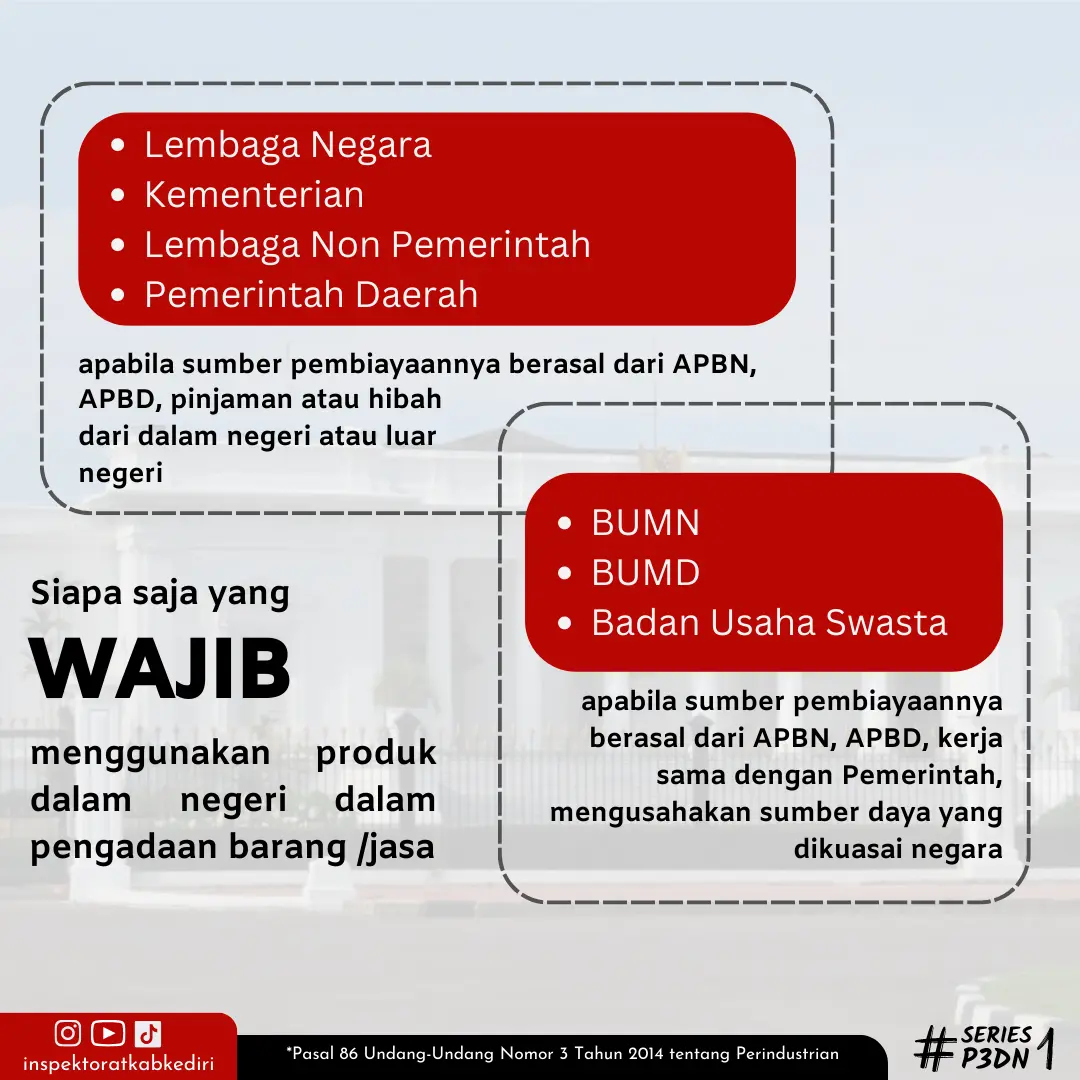 • Lembaga Negara
• Kementerian
• Lembaga Non Pemerintah
• Pemerintah Daerah
apabila sumber pembiayaannya berasal dari APBN,
APBD, pinjaman atau hibah
dari dalam negeri atau luar
negeri
• BUMN
• BUMD
• Badan Usaha Swasta
apabila sumber pembiayaannya
berasal dari APBN, APBD, kerja
sama dengan Pemerintah,
mengusahakan sumber daya yang
dikuasai negara
Siapa saja yang
WAJIB
menggunakan produk
dalam negeri dalam
pengadaan barang /jasa
inspektoratkabkediri
*Pasal 86 Undang-Undang Nomor 3 Tahun 2014 tentang Perindustrian
#SERIES
P3DN 1